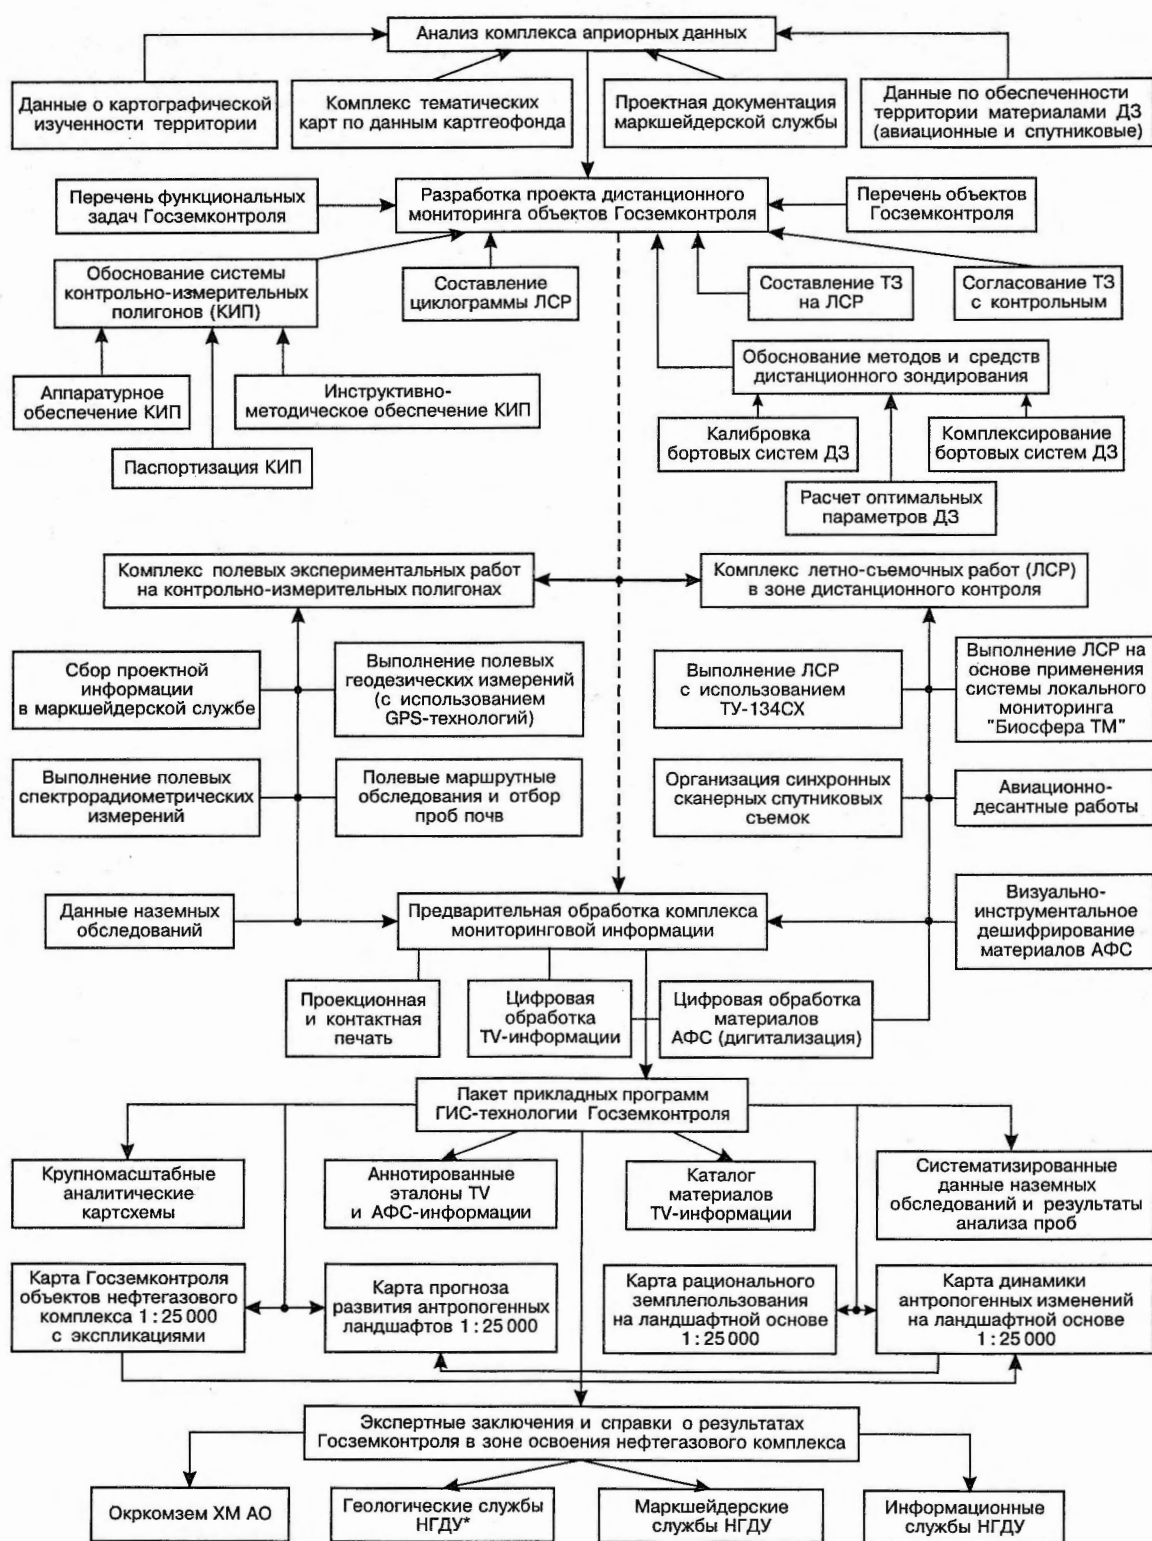 Анализ комплекса априорных данных
Данные о картографической
изученности территории
Комплекс тематических
карт по данным картгеофонда
Проектная документация
маркшейдерской службы
Данные по обеспеченности
территории материалами ДЗ
(авиационные и спутниковые)
Перечень функциональных
задач Госземконтроля
Разработка проекта дистанционного
мониторинга объектов Госземконтроля
Перечень объектов
Госземконтроля
Обоснование системы
контрольно-измерительных
полигонов (КИП)
Составление
циклограммы ЛСР
Составление ТЗ
на ЛСР
Согласование ТЗ
с контрольным
Обоснование методов и средств
дистанционного зондирования
Аппаратурное
обеспечение КИП
Инструктивно-
методическое обеспечение КИП
Паспортизация КИП
Калибровка
бортовых систем ДЗ
Комплексирование
бортовых систем ДЗ
Расчет оптимальных
параметров ДЗ
Комплекс полевых экспериментальных работ
на контрольно-измерительных полигонах
Комплекс летно-съемочных работ (ЛСР)
в зоне дистанционного контроля
Сбор проектной
информации
в маркшейдерской службе
Выполнение полевых
геодезических измерений
(с использованием
GPS-технологий)
Выполнение ЛСР
с использованием
ТУ-134СХ
Выполнение ЛСР на
основе применения
системы локального
мониторинга
"Биосфера ТМ"
Выполнение полевых
спектрорадиометрических
измерений
Полевые маршрутные
обследования и отбор
проб почв
Организация синхронных
сканерных спутниковых
съемок
Авиационно-
десантные работы
Данные наземных
обследований
Предварительная обработка комплекса
мониторинговой информации
Визуально-
инструментальное
дешифрирование
материалов АФС
Проекционная
и контактная
печать
Цифровая
обработка
TV-информации
Цифровая обработка
материалов
АФС (дигитализация)
Пакет прикладных программ
ГИС-технологии Госземконтроля
Крупномасштабные
аналитические
картсхемы
Аннотированные
эталоны TV
и АФС-информации
Каталог
материалов
TV-информации
Систематизированные
данные наземных
обследований и результаты
анализа проб
Карта Госземконтроля
объектов нефтегазового
комплекса 1 : 25 000
с экспликациями
Карта прогноза
развития антропогенных
ландшафтов 1 : 25 000
Карта рационального
землепользования
на ландшафтной основе
1 : 25 000
Карта динамики
антропогенных изменений
на ландшафтной основе
1 : 25 000
Экспертные заключения и справки о результатах
Госземконтроля в зоне освоения нефтегазового комплекса
Окркомзем ХМ АО
Геологические службы
НГДУ*
Маркшейдерские
службы НГДУ
Информационные
службы НГДУ